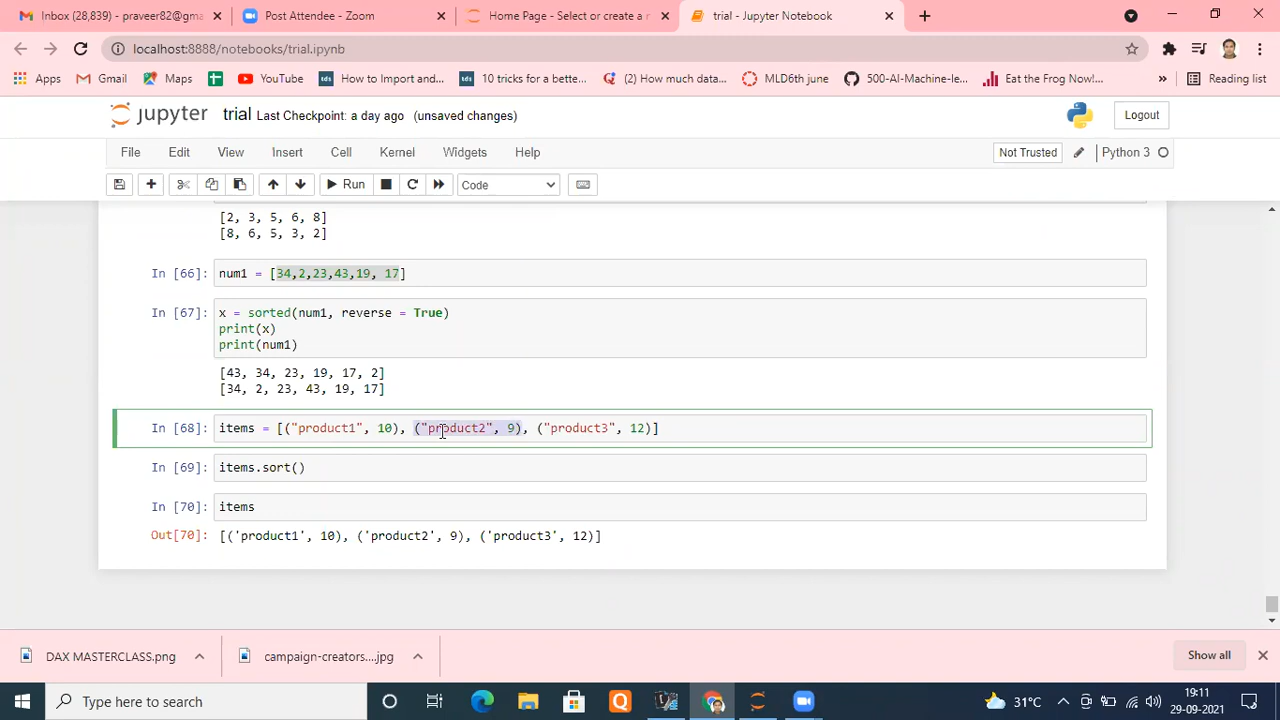 Inbox (28,839) - praveer82@gma
Post Attendee - Zoom
Home Page - Select or create a n
trial - Jupyter Notebook
localhost:8888/notebooks/trial.ipynb
Apps
Gmail
Maps
YouTube
How to Import and...
10 tricks for a bette...
(2) How much data...
MLD6th june
500-AI-Machine-le...
Eat the Frog Now!...
»
Reading list
jupyter
trial Last Checkpoint: a day ago (unsaved changes)
Logout
File
Edit
View
Insert
Cell
Kernel
Widgets
Help
Not Trusted
Python 3
Run
Code
[2, 3, 5, 6, 8]
[8, 6, 5, 3, 2]
In [66]: num1 = [34,2,23,43,19, 17]
In [67]: x = sorted(num1, reverse = True)
print(x)
print(num1)
[43, 34, 23, 19, 17, 2]
[34, 2, 23, 43, 19, 17]
In [68]: items = [("product1", 10), ("product2", 9), ("product3", 12)]
In [69]: items.sort()
In [70]: items
Out[70]: [('product1', 10), ('product2', 9), ('product3', 12)]
DAX MASTERCLASS.png
campaign-creators....jpg
Show all
Type here to search
31°C
19:11
29-09-2021